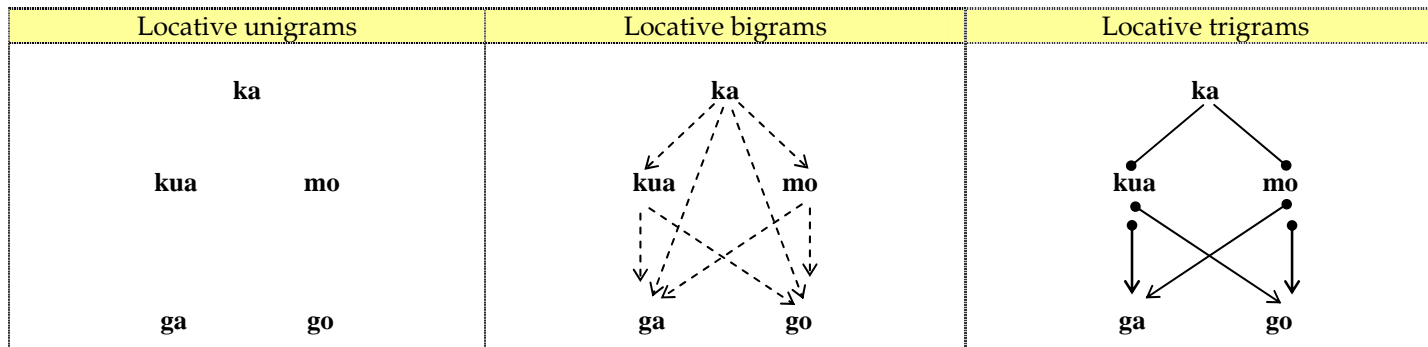 Locative unigrams Locative bigrams Locative trigrams
ka ka ka
kua mo kua mo kua mo
ga go ga go ga go